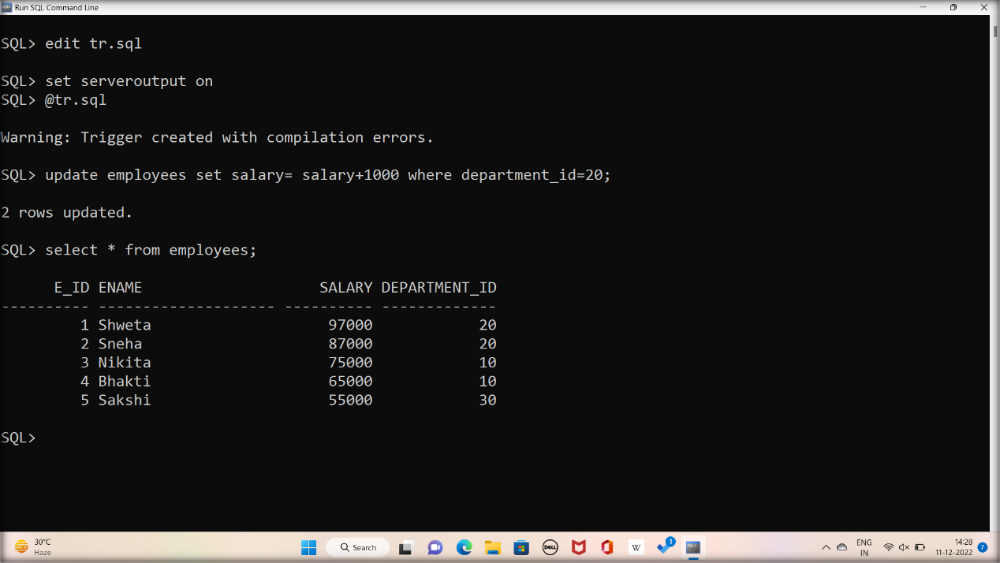 Run SQL Command Line
SQL> edit tr.sql
SQL> set serveroutput on
SQL> @tr.sql
Warning: Trigger created with compilation errors.
SQL> update employees set salary= salary+1000 where department_id=20;
2 rows updated.
SQL> select * from employees;
E_ID ENAME SALARY DEPARTMENT_ID
---------- -------------------- ---------- -------------
1 Shweta 97000 20
2 Sneha 87000 20
3 Nikita 75000 10
4 Bhakti 65000 10
5 Sakshi 55000 30
SQL>
30°C
Haze
Search
DELL
W
1
ENG
IN
14:28
11-12-2022
7